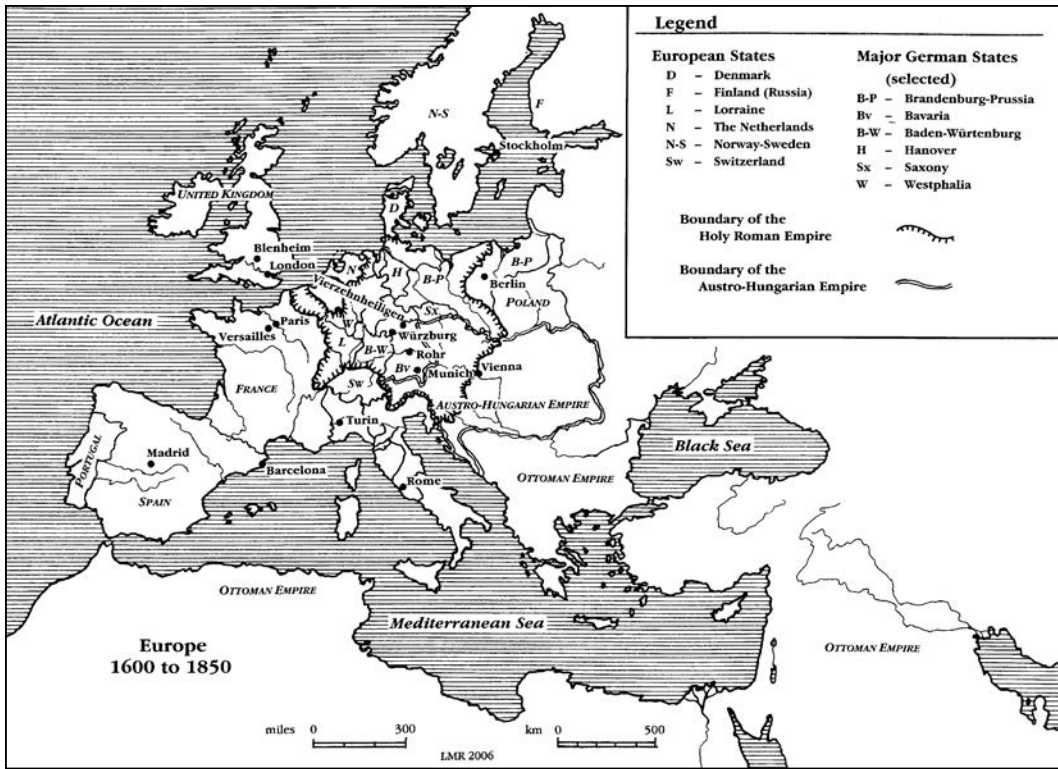 Legend
European States
D – Denmark
F – Finland (Russia)
L – Lorraine
N – The Netherlands
N-S – Norway-Sweden
Sw – Switzerland
Major German States
(selected)
B-P – Brandenburg-Prussia
Bv – Bavaria
B-W – Baden-Würtenburg
H – Hanover
Sx – Saxony
W – Westphalia
Boundary of the
Holy Roman Empire
Boundary of the
Austro-Hungarian Empire
N-S
F
Stockholm
UNITED KINGDOM
D
Blenheim
London
N
H
B-P
B-P
Berlin
POLAND
Vierzehnheiligen
Sx
Atlantic Ocean
Paris
Versailles
W
L
B-W
Würzburg
Rohr
Bv
Munich
Vienna
FRANCE
Sw
AUSTRO-HUNGARIAN EMPIRE
Turin
Black Sea
PORTUGAL
Madrid
Barcelona
SPAIN
Rome
OTTOMAN EMPIRE
OTTOMAN EMPIRE
Mediterranean Sea
OTTOMAN EMPIRE
Europe
1600 to 1850
miles 0 300
km 0 500
LMR 2006